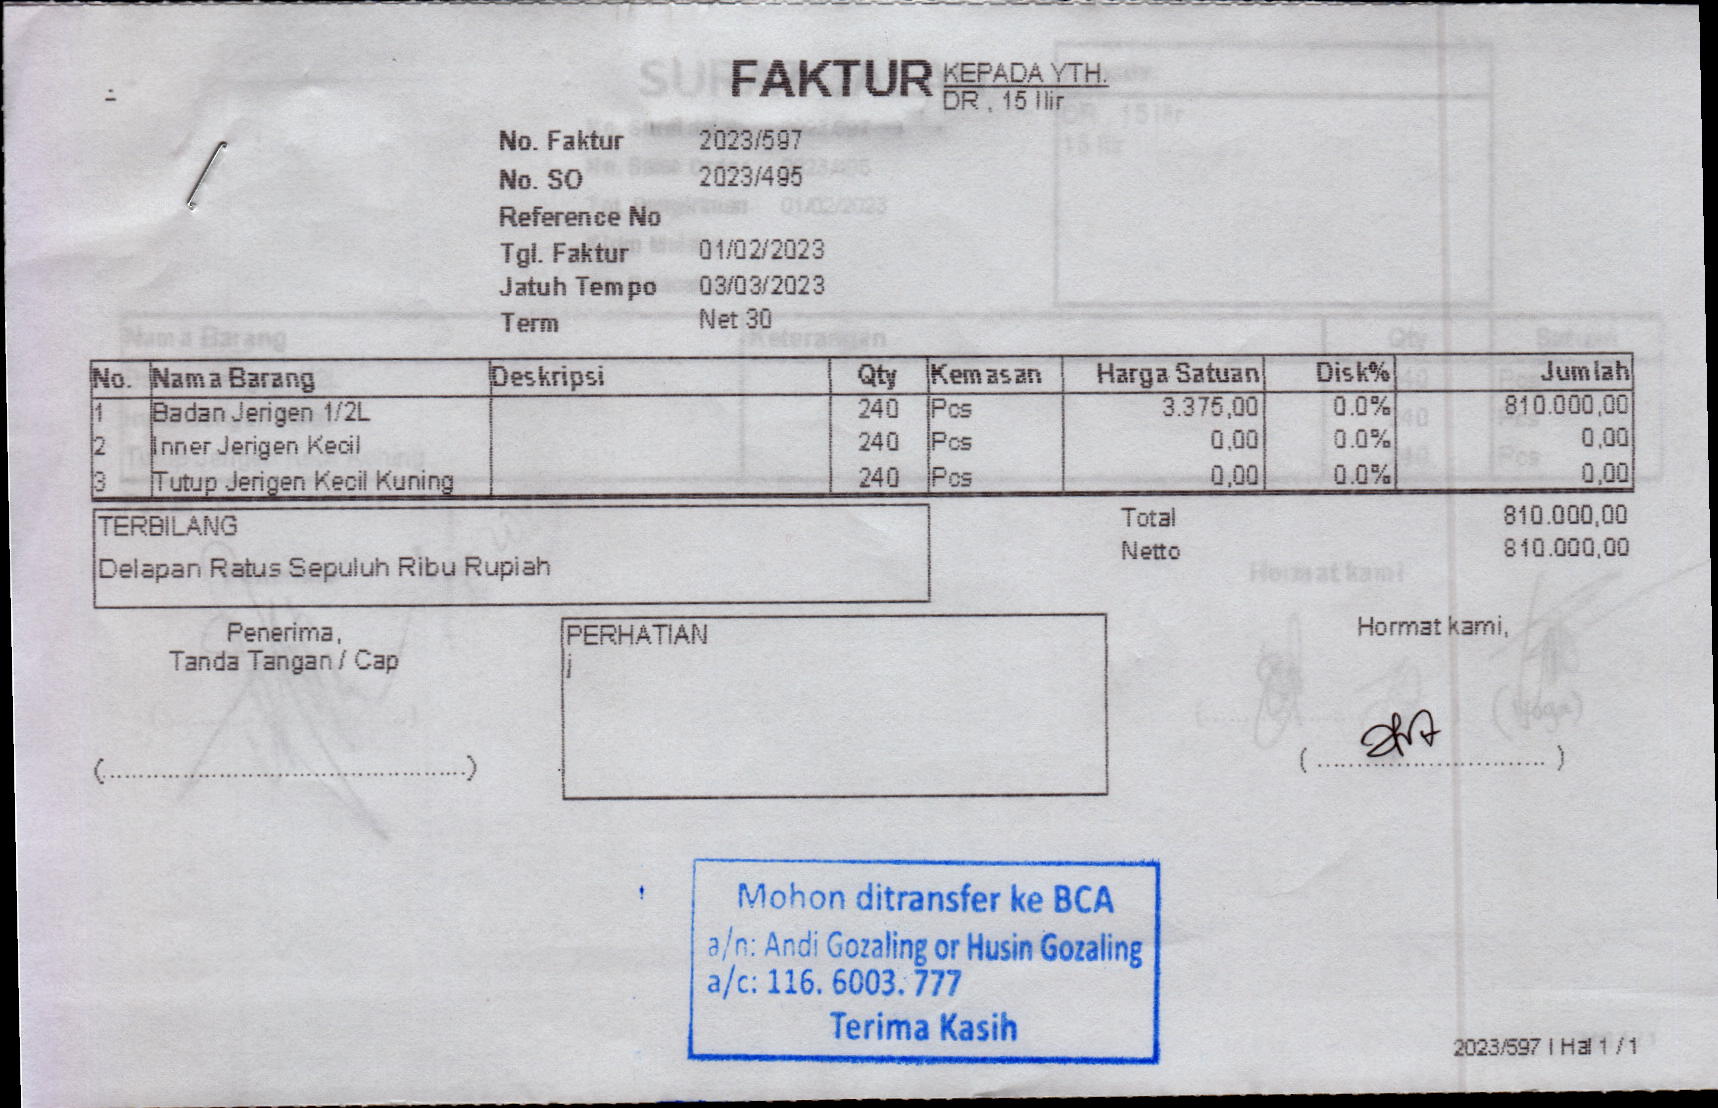 FAKTUR
KEPADA YTH.
DR , 15 Ilir
No. Faktur 2023/597
No. SO 2023/495
Reference No
Tgl. Faktur 01/02/2023
Jatuh Tempo 03/03/2023
Term Net 30
No. Nama Barang Deskripsi Qty Kemasan Harga Satuan Disk% Jumlah
1 Badan Jerigen 1/2L 240 Pcs 3.375,00 0.0% 810.000,00
2 Inner Jerigen Kecil 240 Pcs 0,00 0.0% 0,00
3 Tutup Jerigen Kecil Kuning 240 Pcs 0,00 0.0% 0,00
TERBILANG
Delapan Ratus Sepuluh Ribu Rupiah
Total 810.000,00
Netto 810.000,00
Penerima,
Tanda Tangan / Cap
(..............................................)
PERHATIAN
i
Hormat kami,
( ............................ )
Mohon ditransfer ke BCA
a/n: Andi Gozaling or Husin Gozaling
a/c: 116. 6003. 777
Terima Kasih
2023/597 | Hal 1 / 1